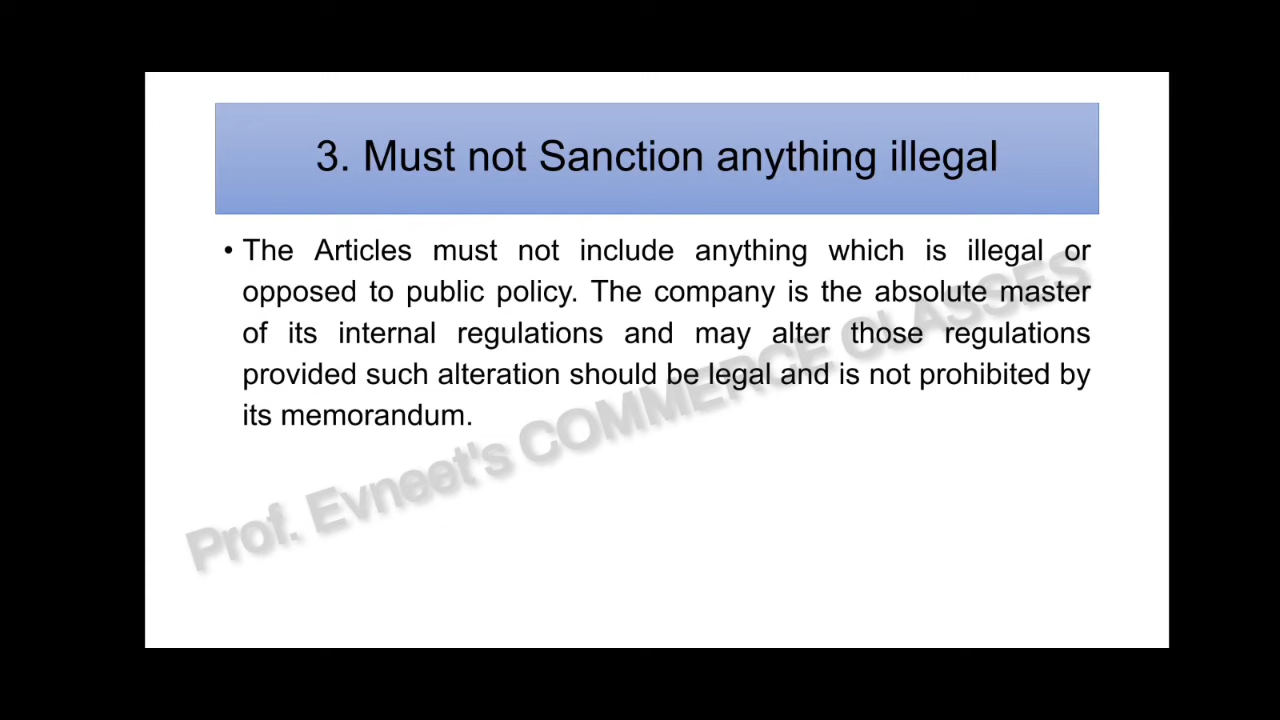 3. Must not Sanction anything illegal
• The Articles must not include anything which is illegal or
opposed to public policy. The company is the absolute master
of its internal regulations and may alter those regulations
provided such alteration should be legal and is not prohibited by
its memorandum.
Prof. Evneet's COMMERCE CLASSES